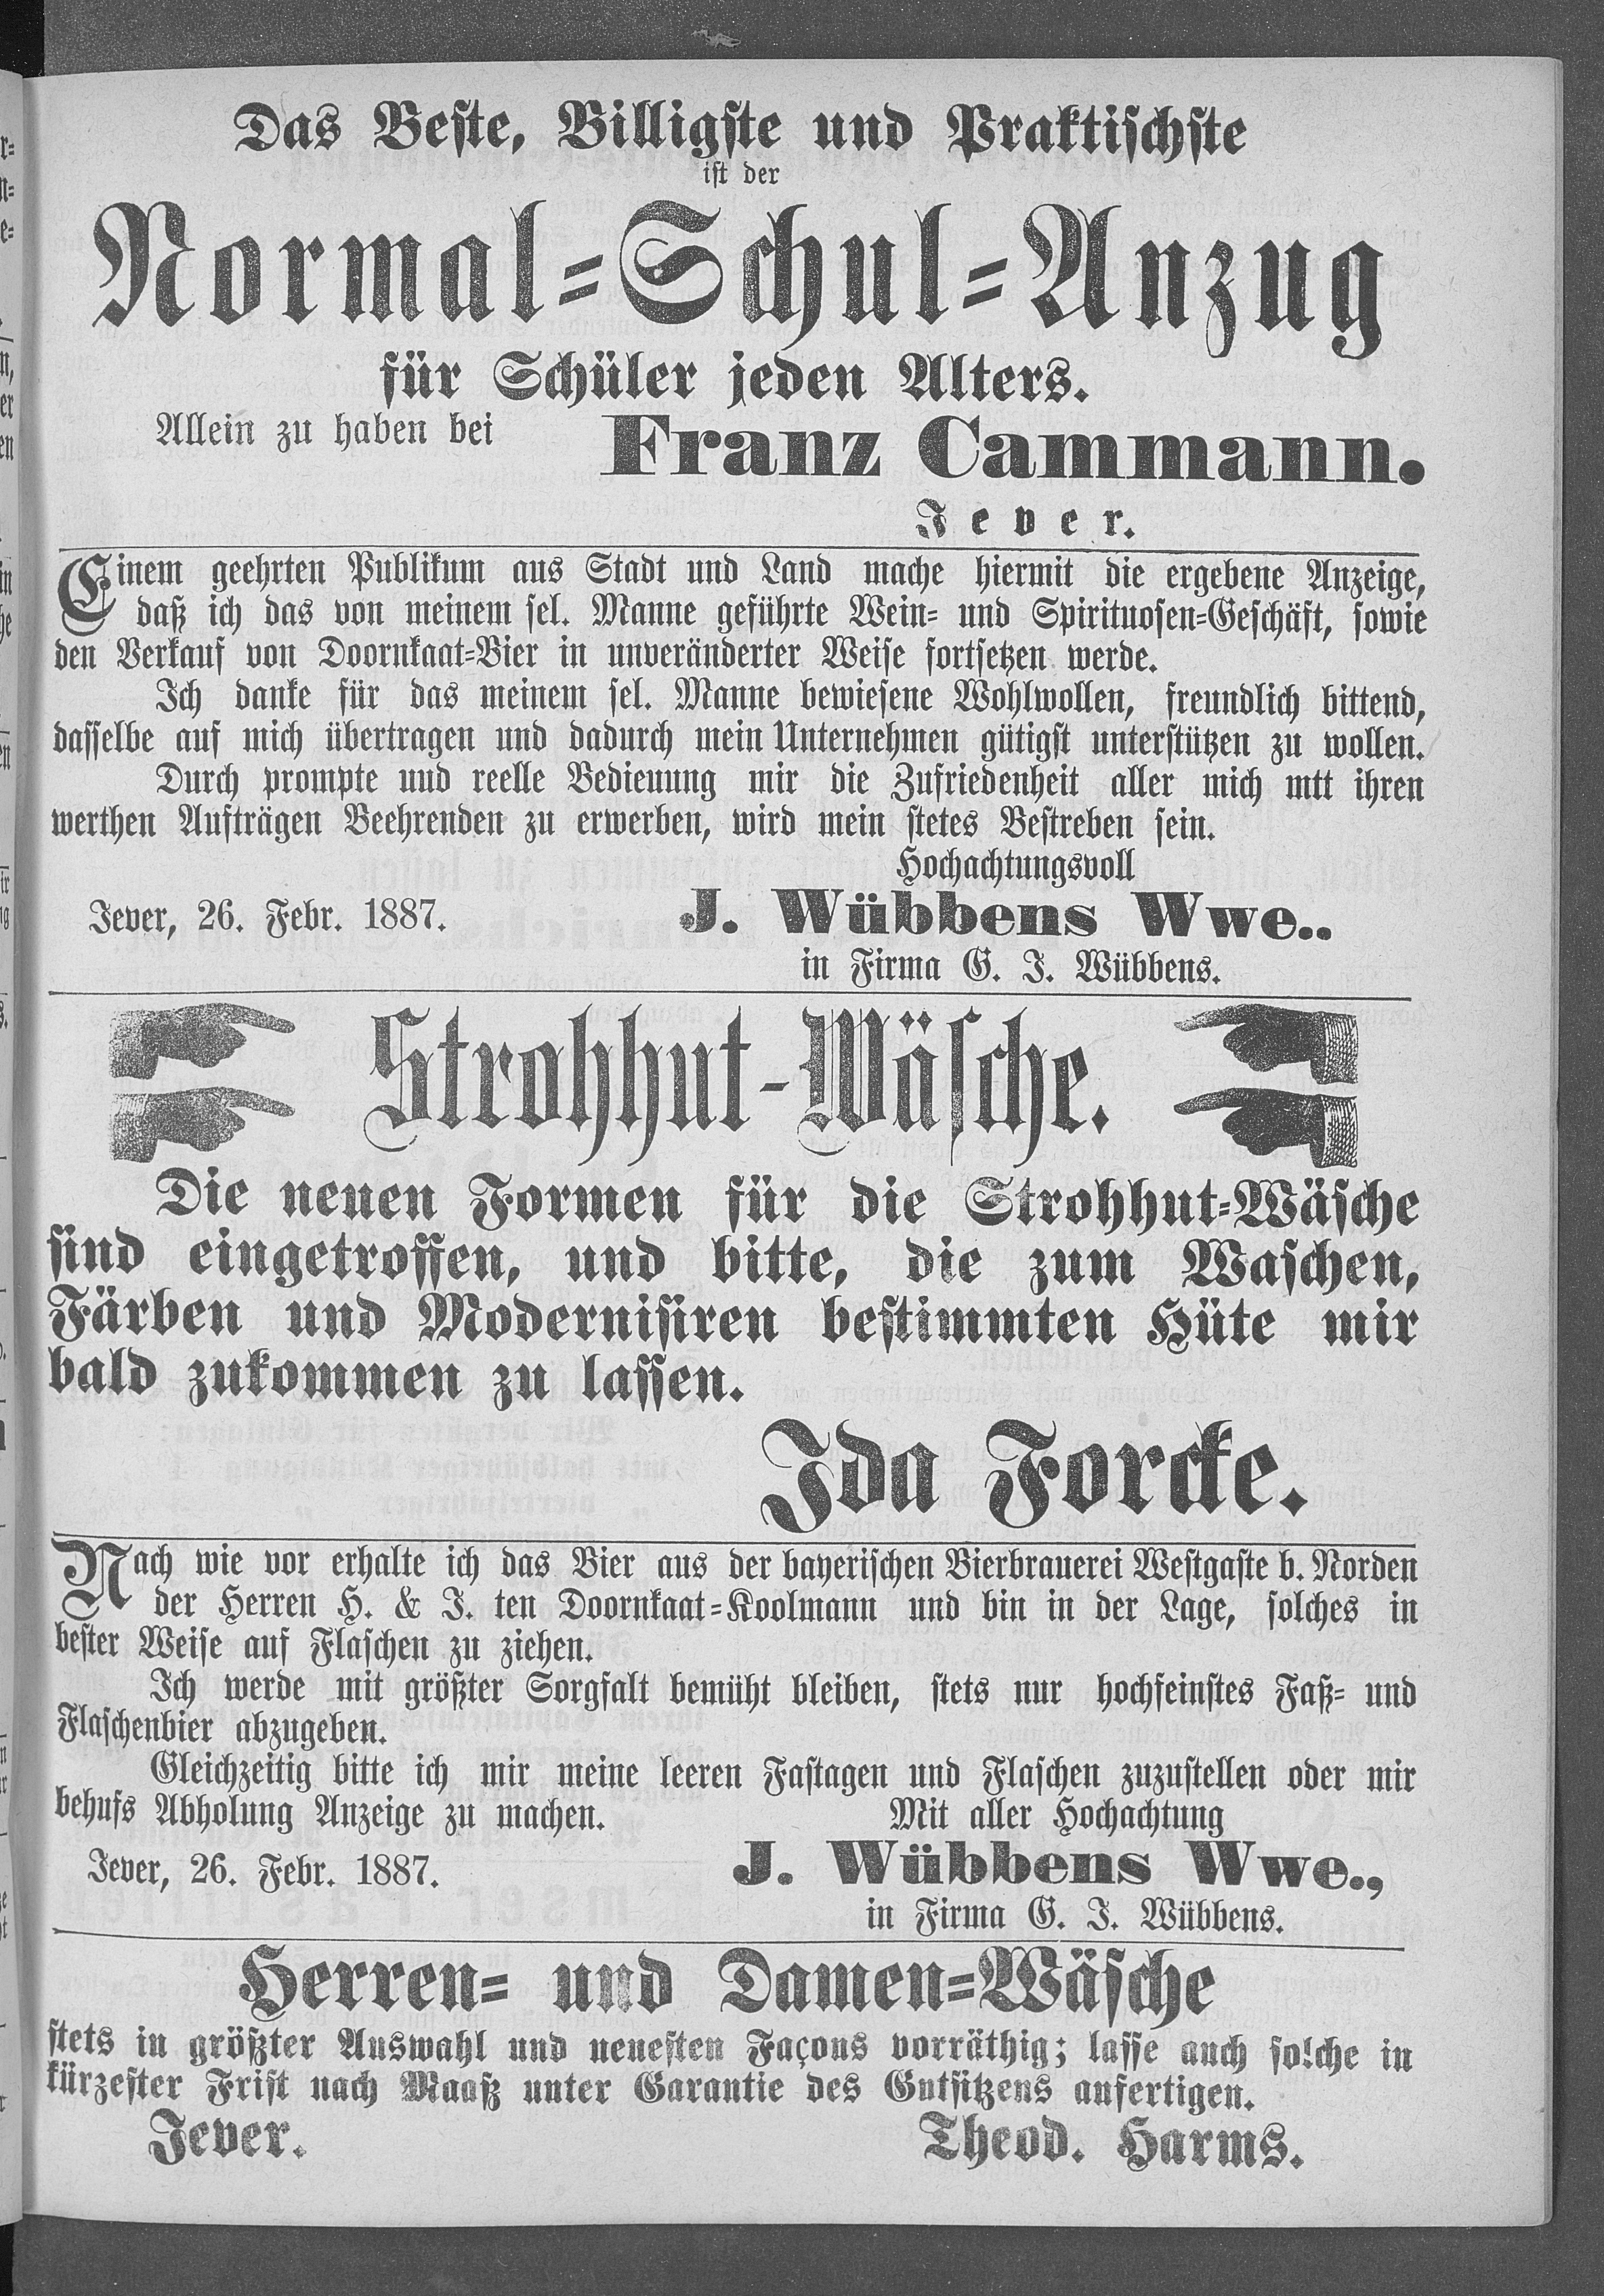 Das Beste, Billigste und Praktischste
ist der
Normal=Schul=Anzug
für Schüler jeden Alters.
Allein zu haben bei Franz Cammann.
Jever.
Einem geehrten Publikum aus Stadt und Land mache hiermit die ergebene Anzeige,
daß ich das von meinem sel. Manne geführte Wein= und Spirituosen=Geschäft, sowie
den Verkauf von Doornkaat=Bier in unveränderter Weise fortsetzen werde.
Ich danke für das meinem sel. Manne bewiesene Wohlwollen, freundlich bittend,
dasselbe auf mich übertragen und dadurch mein Unternehmen gütigst unterstützen zu wollen.
Durch prompte und reelle Bedienung mir die Zufriedenheit aller mich mtt ihren
werthen Aufträgen Beehrenden zu erwerben, wird mein stetes Bestreben sein.
Hochachtungsvoll
Jever, 26. Febr. 1887. J. Wübbens Wwe..
in Firma G. J. Wübbens.
Strohhut-Wäsche.
Die neuen Formen für die Strohhut=Wäsche
sind eingetroffen, und bitte, die zum Waschen,
Färben und Modernisiren bestimmten Hüte mir
bald zukommen zu lassen.
Ida Forcke.
Nach wie vor erhalte ich das Bier aus der bayerischen Bierbrauerei Westgaste b. Norden
der Herren H. & J. ten Doornkaat=Koolmann und bin in der Lage, solches in
bester Weise auf Flaschen zu ziehen.
Ich werde mit größter Sorgfalt bemüht bleiben, stets nur hochfeinstes Faß= und
Flaschenbier abzugeben.
Gleichzeitig bitte ich mir meine leeren Fastagen und Flaschen zuzustellen oder mir
behufs Abholung Anzeige zu machen. Mit aller Hochachtung
Jever, 26. Febr. 1887. J. Wübbens Wwe.,
in Firma G. J. Wübbens.
Herren= und Damen=Wäsche
stets in größter Auswahl und neuesten Façons vorräthig; lasse auch solche in
kürzester Frist nach Maaß unter Garantie des Gutsitzens anfertigen.
Jever. Theod. Harms.